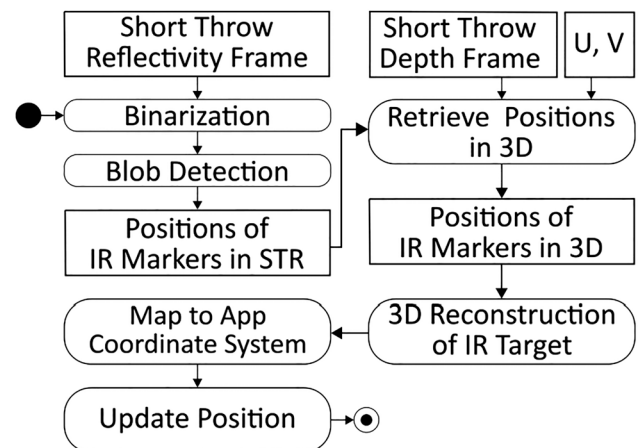 Short Throw
Reflectivity Frame
Binarization
Blob Detection
Positions of
IR Markers in STR
Short Throw
Depth Frame
U, V
Retrieve Positions
in 3D
Positions of
IR Markers in 3D
3D Reconstruction
of IR Target
Map to App
Coordinate System
Update Position